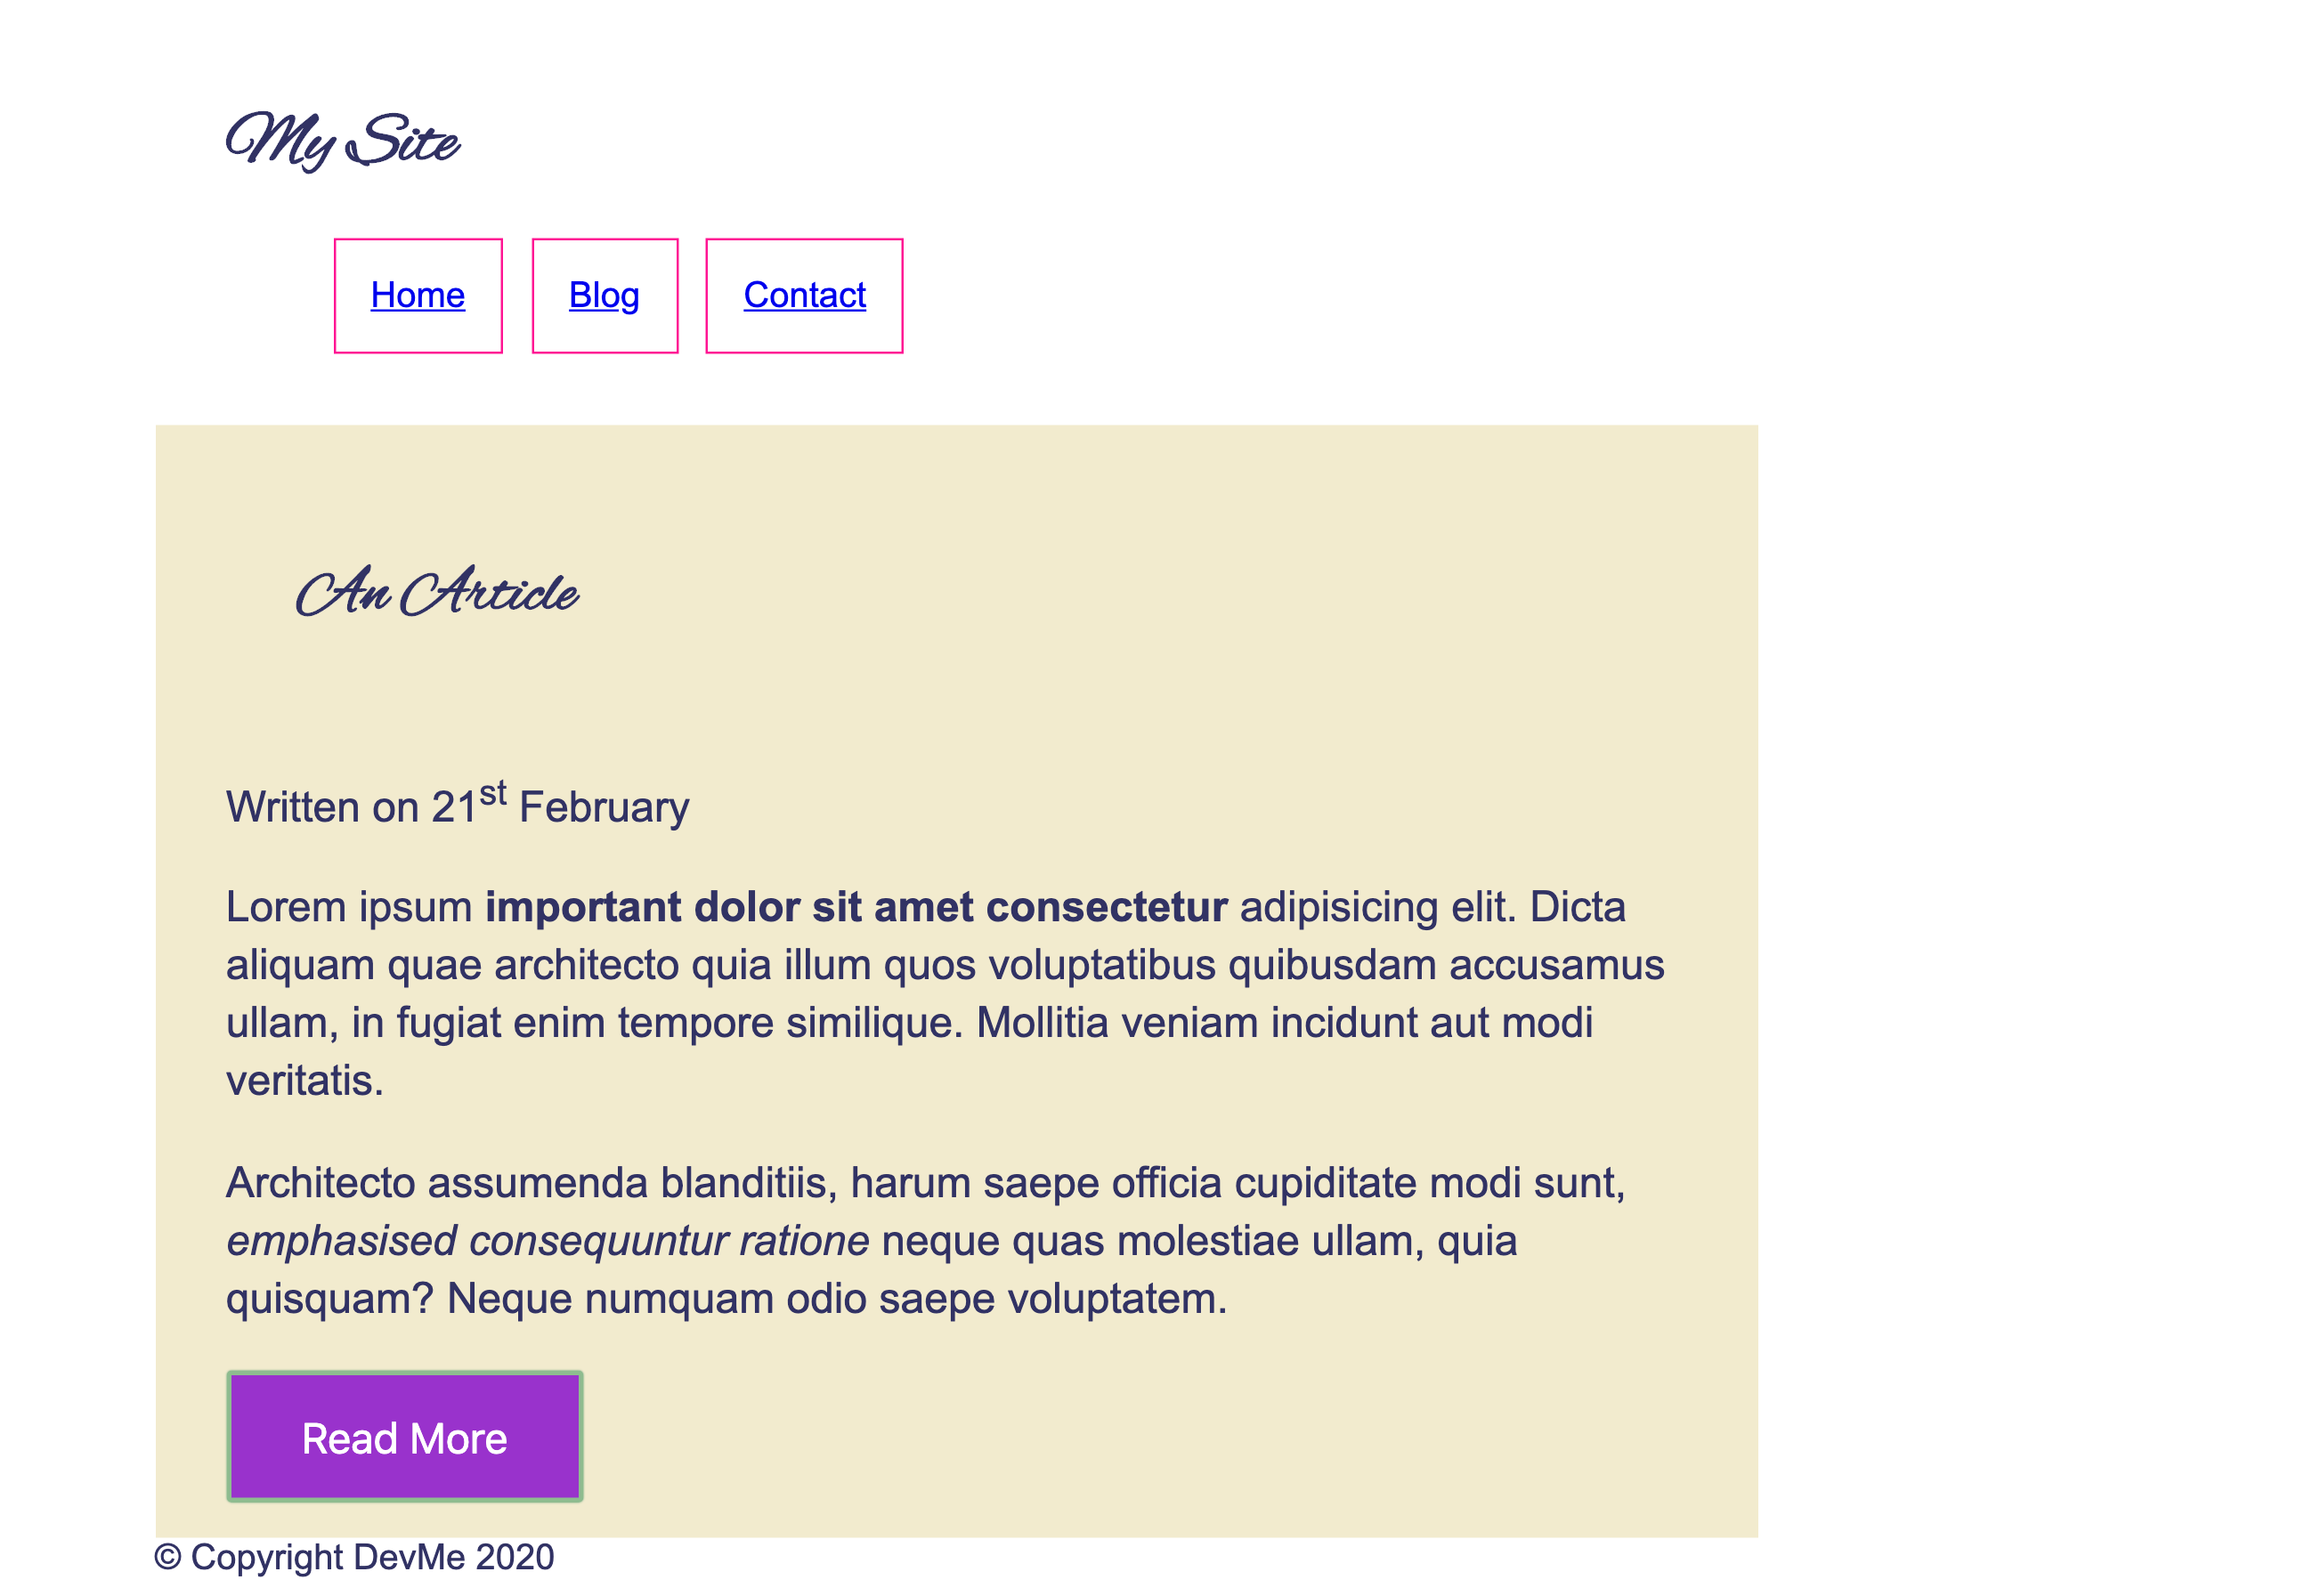 My Site
Home Blog Contact
An Article
Written on 21st February
Lorem ipsum important dolor sit amet consectetur adipisicing elit. Dicta
aliquam quae architecto quia illum quos voluptatibus quibusdam accusamus
ullam, in fugiat enim tempore similique. Mollitia veniam incidunt aut modi
veritatis.
Architecto assumenda blanditiis, harum saepe officia cupiditate modi sunt,
emphasised consequuntur ratione neque quas molestiae ullam, quia
quisquam? Neque numquam odio saepe voluptatem.
Read More
© Copyright DevMe 2020